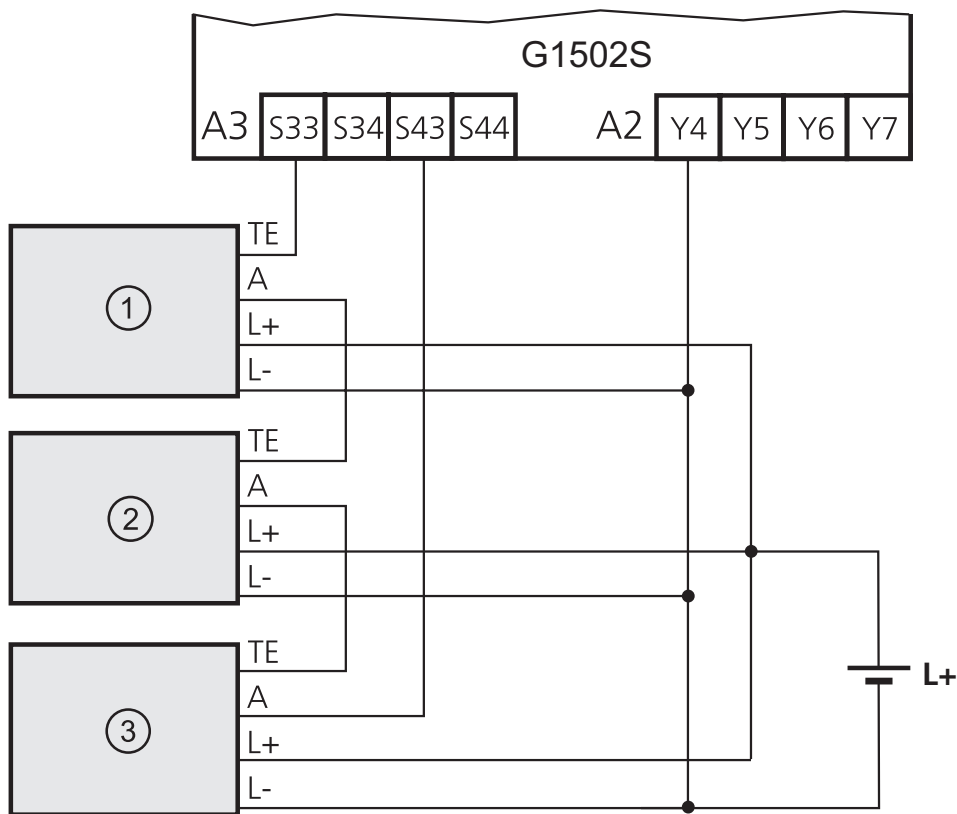 G1502S
A3 S33 S34 S43 S44 A2 Y4 Y5 Y6 Y7
TE
A
1
L+
L-
TE
A
2
L+
L-
TE
L+
A
3
L+
L-